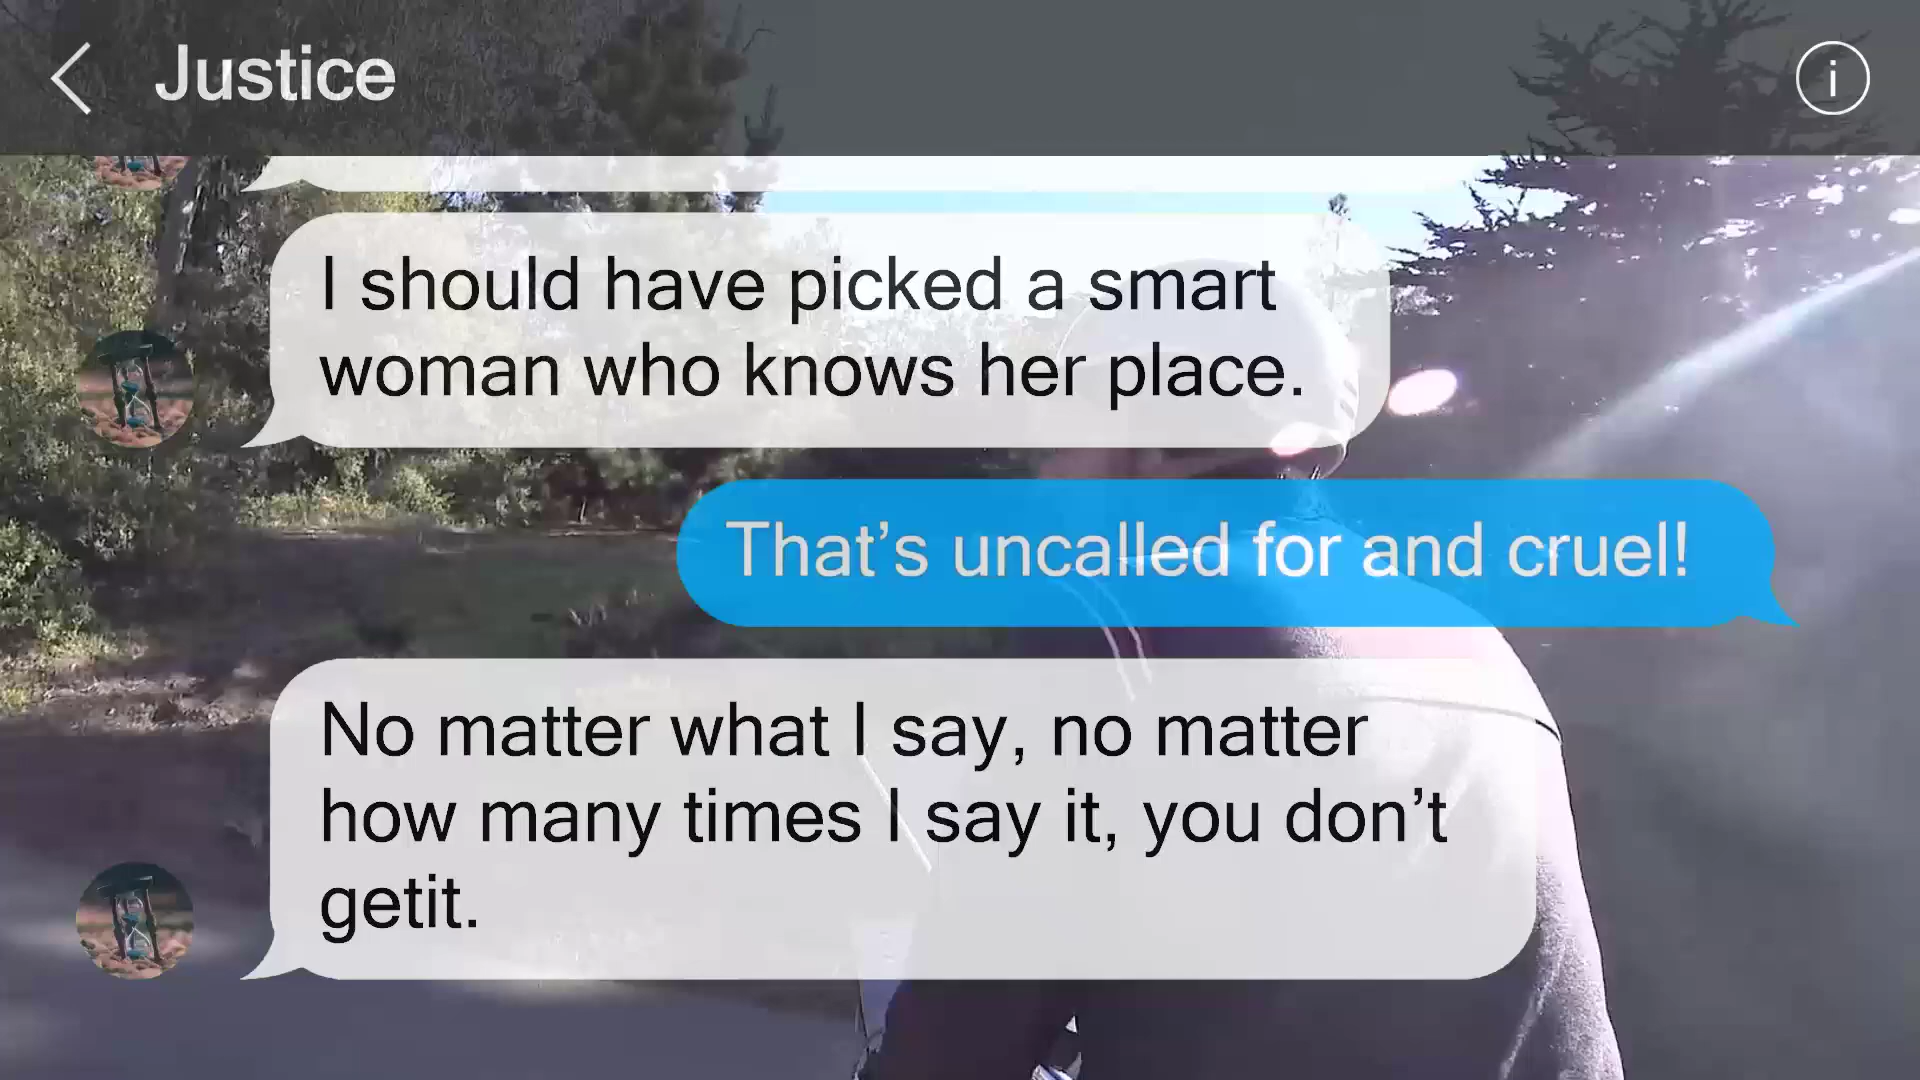 Justice
i
I should have picked a smart
woman who knows her place.
That’s uncalled for and cruel!
No matter what I say, no matter
how many times I say it, you don’t
getit.